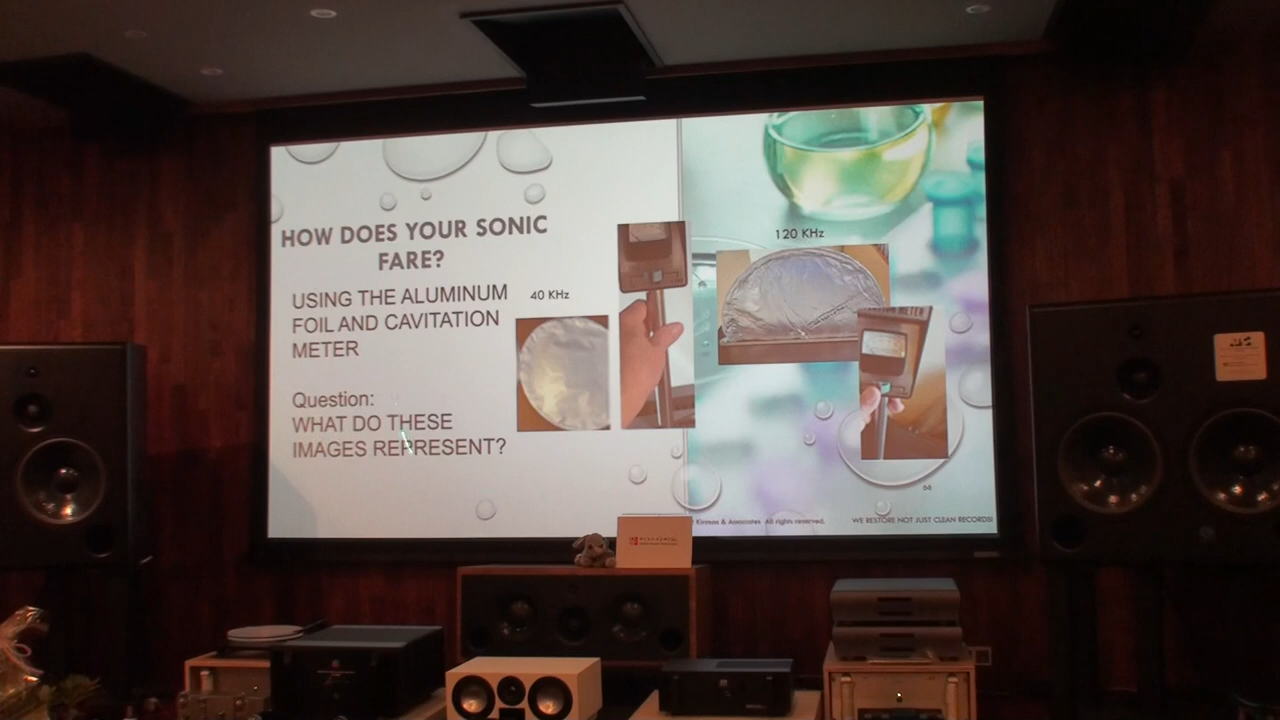 HOW DOES YOUR SONIC
FARE?
USING THE ALUMINUM
FOIL AND CAVITATION
METER
Question:
WHAT DO THESE
IMAGES REPRESENT?
40 KHz
120 KHz
METER
& Associates All rights reserved.
WE RESTORE NOT JUST CLEAN RECORDS!